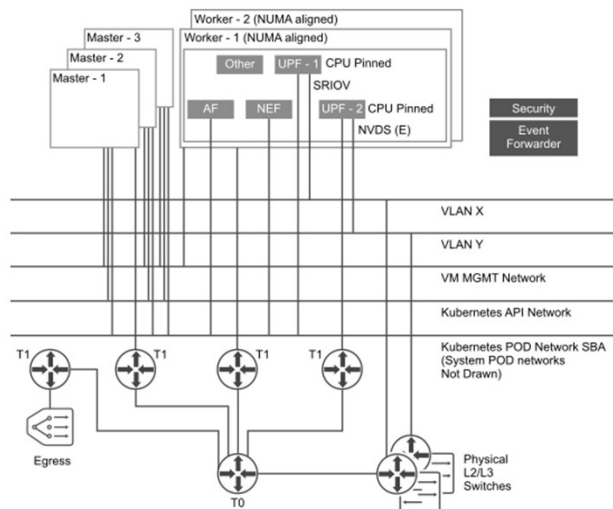 Worker - 2 (NUMA aligned)
Worker - 1 (NUMA aligned)
Master - 3
Master - 2
Master - 1
Other
UPF - 1
CPU Pinned
SRIOV
AF
NEF
UPF - 2
CPU Pinned
NVDS (E)
Security
Event
Forwarder
VLAN X
VLAN Y
VM MGMT Network
Kubernetes API Network
Kubernetes POD Network SBA
(System POD networks
Not Drawn)
T1
T1
T1
T1
Egress
T0
Physical
L2/L3
Switches